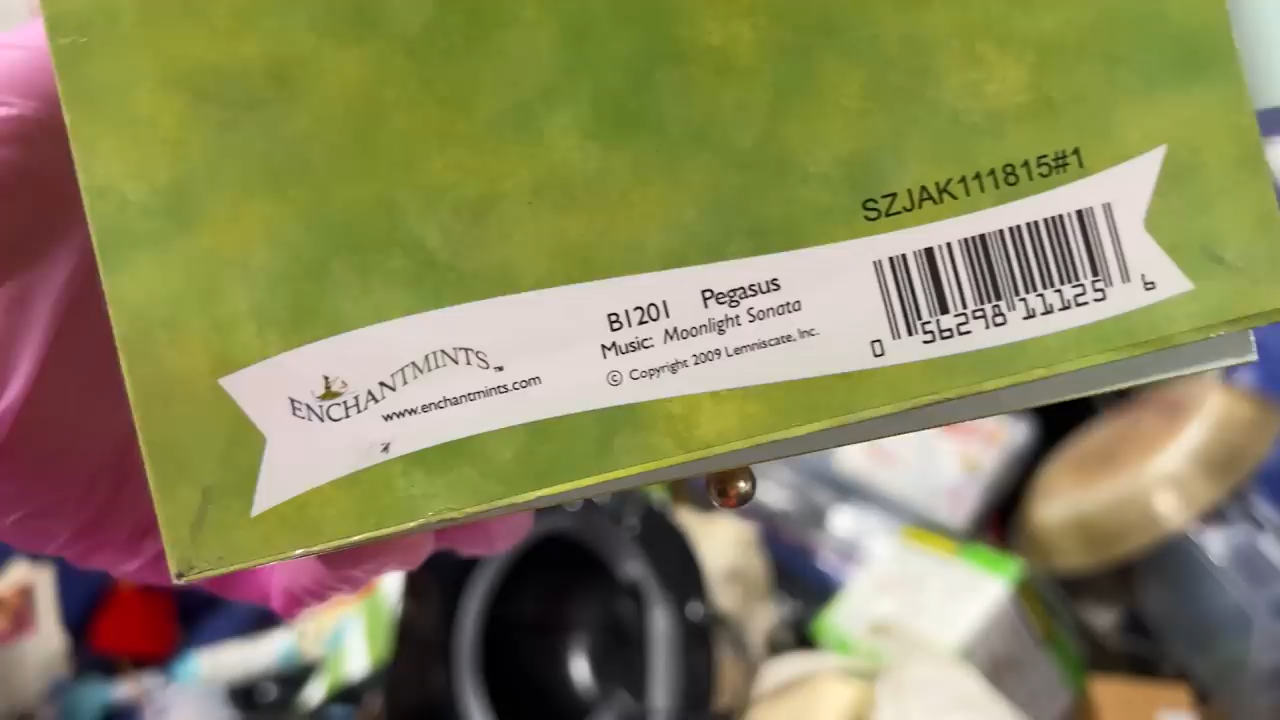 SZJAK111815#1
ENCHANTMINTS™
www.enchantmints.com
B1201 Pegasus
Music: Moonlight Sonata
© Copyright 2009 Lemniscate, Inc.
0 56298 11125 6